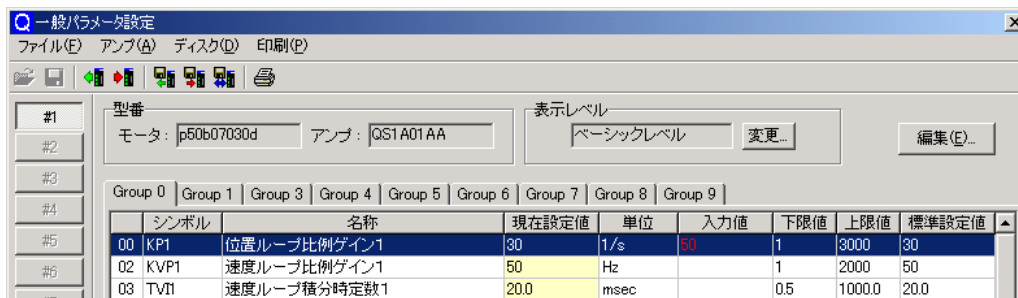 一般パラメータ設定
ファイル(F) アンプ(A) ディスク(D) 印刷(P)
#1
#2
#3
#4
#5
#6
型番
モータ: p50b07030d アンプ: QS1A01AA
表示レベル
ベーシックレベル 変更...
編集(E)...
Group 0 Group 1 Group 3 Group 4 Group 5 Group 6 Group 7 Group 8 Group 9
シンボル 名称 現在設定値 単位 入力値 下限値 上限値 標準設定値
00 KP1 位置ループ比例ゲイン1 30 1/s 50 1 3000 30
02 KVP1 速度ループ比例ゲイン1 50 Hz 1 2000 50
03 TVI1 速度ループ積分時定数1 20.0 msec 0.5 1000.0 20.0